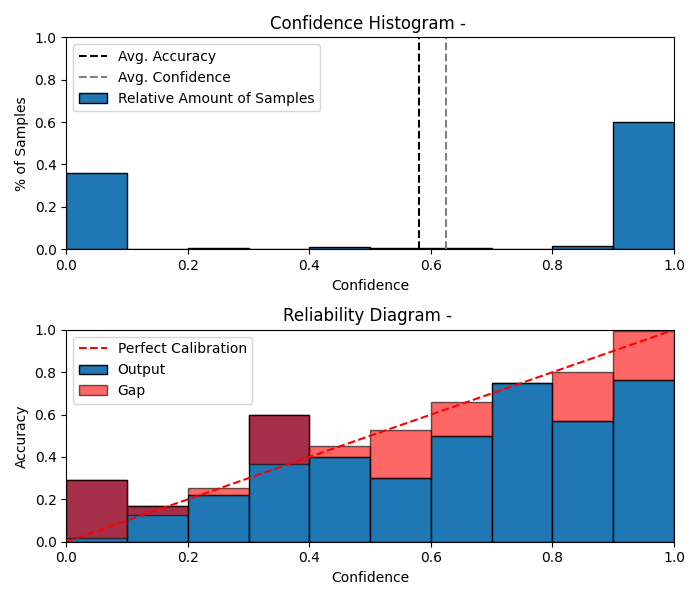 Confidence Histogram -
1.0
0.8
0.6
0.4
0.2
0.0
% of Samples
Avg. Accuracy
Avg. Confidence
Relative Amount of Samples
0.0 0.2 0.4 0.6 0.8 1.0
Confidence
Reliability Diagram -
1.0
0.8
0.6
0.4
0.2
0.0
Accuracy
Perfect Calibration
Output
Gap
0.0 0.2 0.4 0.6 0.8 1.0
Confidence